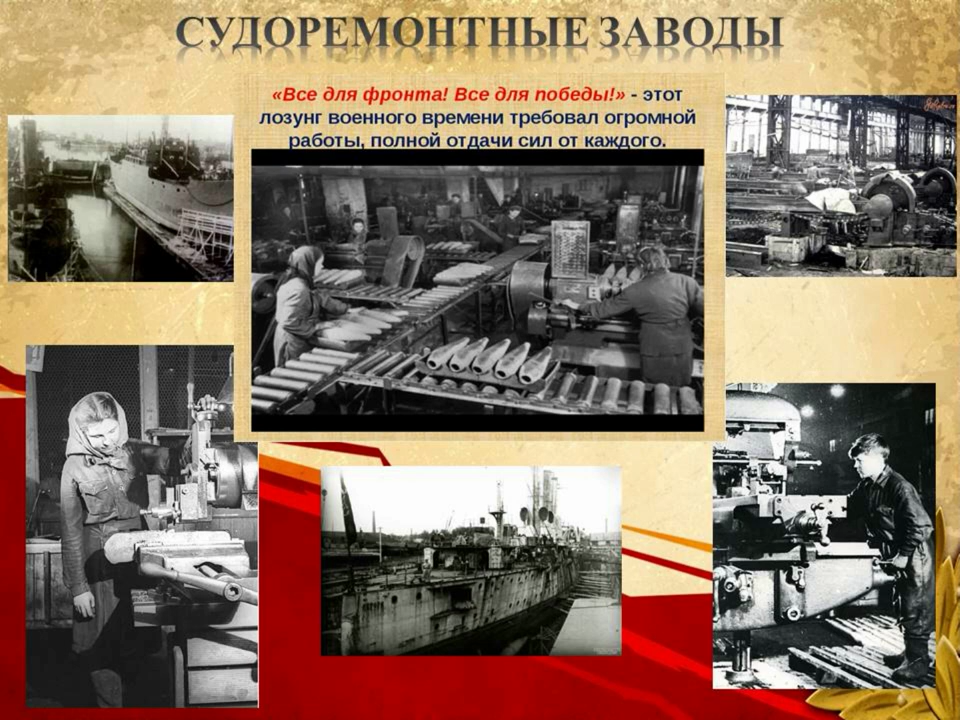 СУДОРЕМОНТНЫЕ ЗАВОДЫ
«Все для фронта! Все для победы!» - этот
лозунг военного времени требовал огромной
работы, полной отдачи сил от каждого.